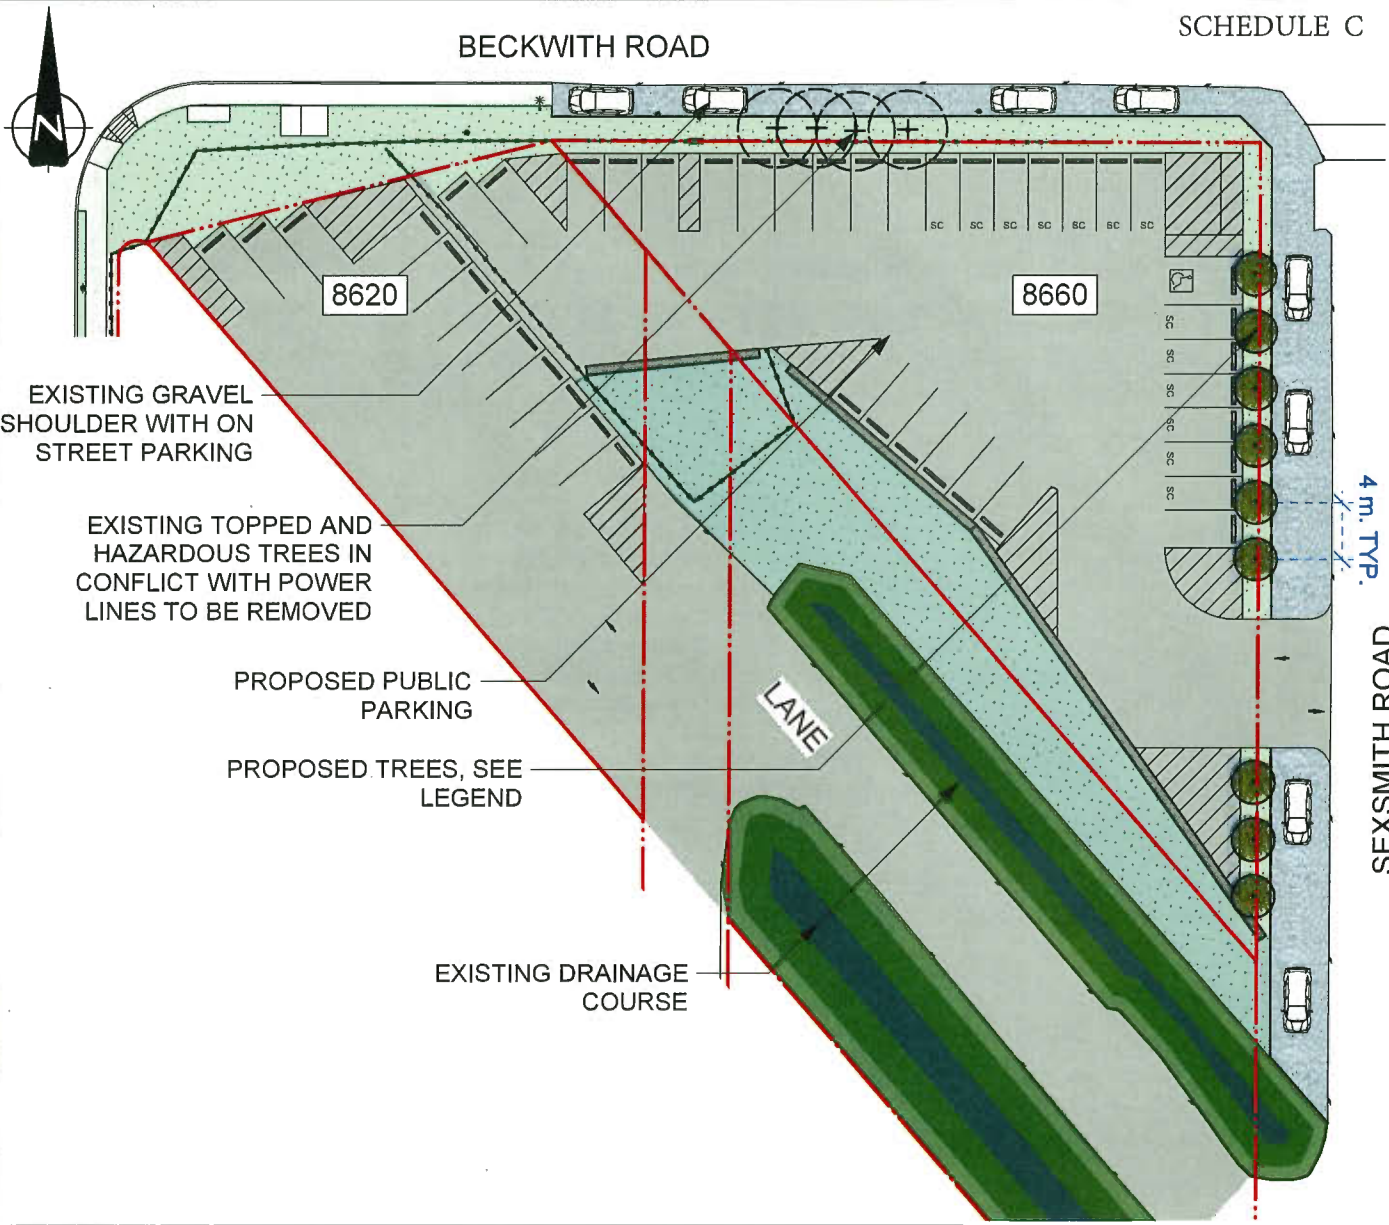 SCHEDULE C
BECKWITH ROAD
N
8620
8660
SC SC SC SC SC SC SC
SC
SC
SC
SC
SC
SC
EXISTING GRAVEL
SHOULDER WITH ON
STREET PARKING
EXISTING TOPPED AND
HAZARDOUS TREES IN
CONFLICT WITH POWER
LINES TO BE REMOVED
4 m. TYP.
SEXSMITH ROAD
PROPOSED PUBLIC
PARKING
LANE
PROPOSED TREES, SEE
LEGEND
EXISTING DRAINAGE
COURSE